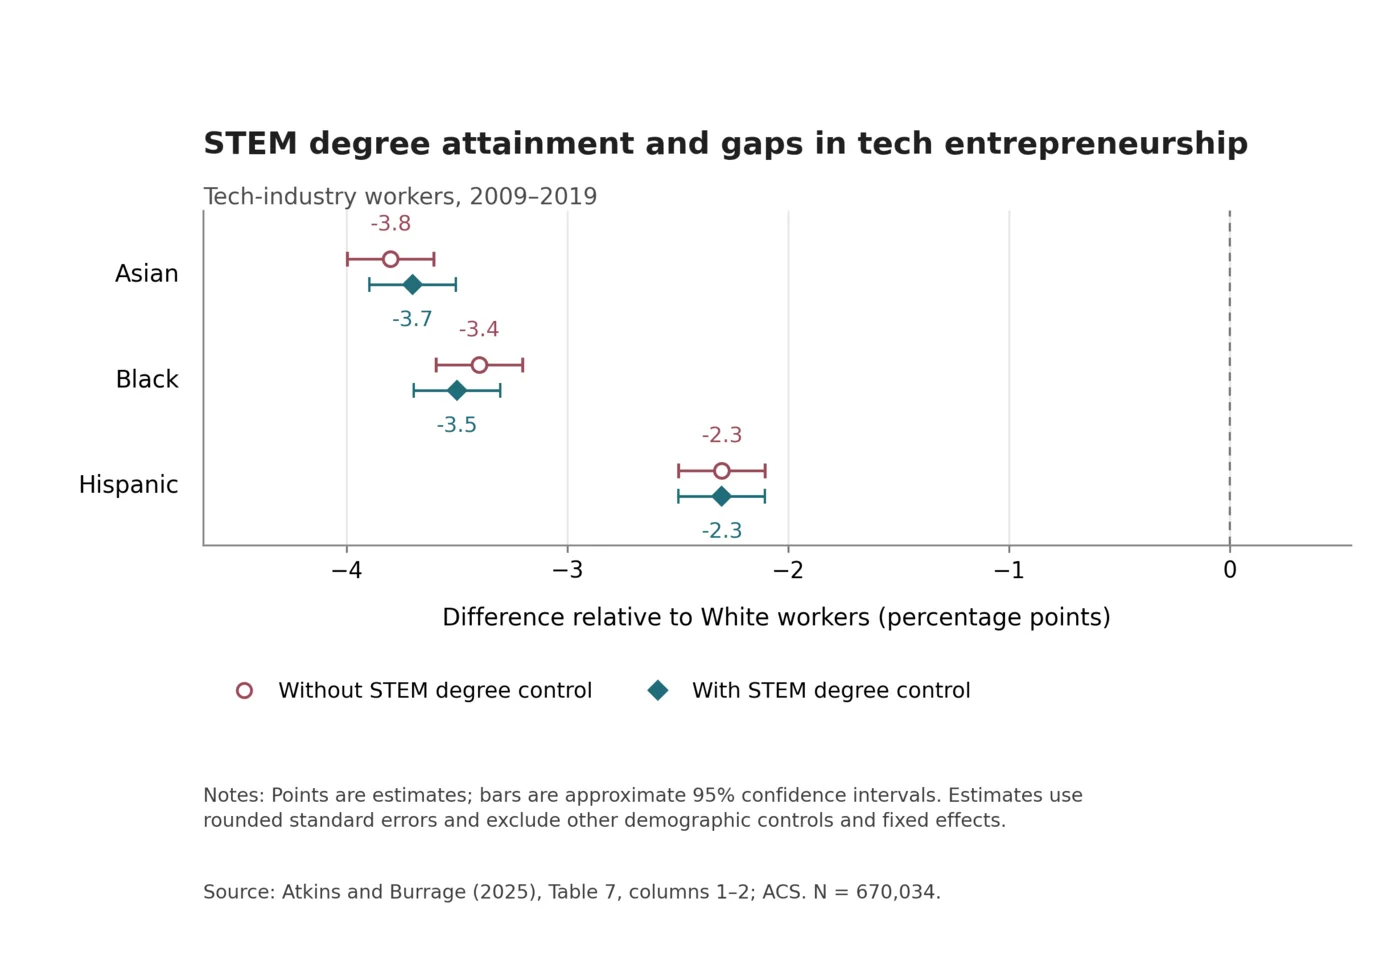 STEM degree attainment and gaps in tech entrepreneurship
Tech-industry workers, 2009–2019
-3.8
Asian
-3.7
-3.4
Black
-3.5
-2.3
Hispanic
-2.3
−4 −3 −2 −1 0
Difference relative to White workers (percentage points)
Without STEM degree control With STEM degree control
Notes: Points are estimates; bars are approximate 95% confidence intervals. Estimates use
rounded standard errors and exclude other demographic controls and fixed effects.
Source: Atkins and Burrage (2025), Table 7, columns 1–2; ACS. N = 670,034.